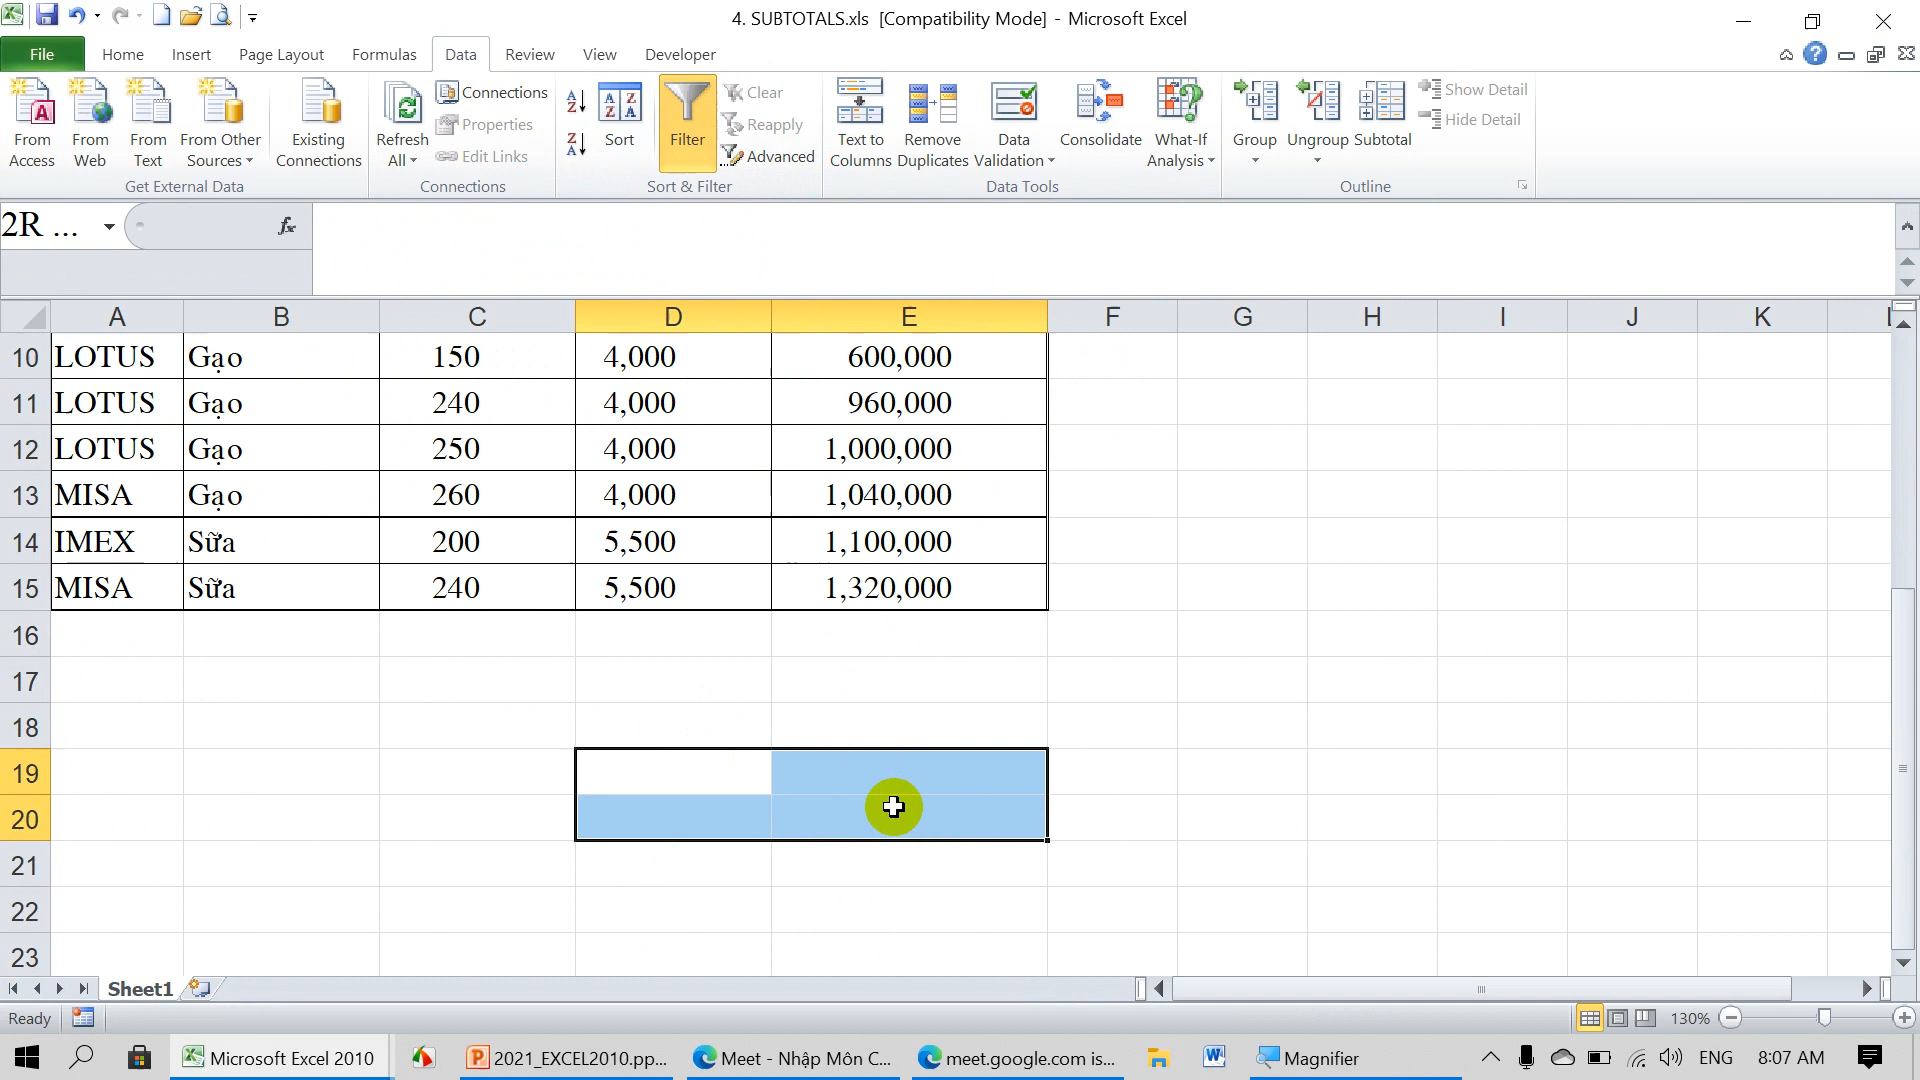 4. SUBTOTALS.xls [Compatibility Mode] - Microsoft Excel
File Home Insert Page Layout Formulas Data Review View Developer
From Access
From Web
From Text
From Other Sources
Existing Connections
Get External Data
Refresh All
Connections
Properties
Edit Links
Connections
Sort
Filter
Clear
Reapply
Advanced
Sort & Filter
Text to Columns
Remove Duplicates
Data Validation
Consolidate
What-If Analysis
Data Tools
Group
Ungroup
Subtotal
Show Detail
Hide Detail
Outline
2R ... fx
A B C D E F G H I J K
10 LOTUS Gạo 150 4,000 600,000
11 LOTUS Gạo 240 4,000 960,000
12 LOTUS Gạo 250 4,000 1,000,000
13 MISA Gạo 260 4,000 1,040,000
14 IMEX Sữa 200 5,500 1,100,000
15 MISA Sữa 240 5,500 1,320,000
16
17
18
19
20
21
22
23
Sheet1
Ready 130%
Microsoft Excel 2010 2021_EXCEL2010.pp... Meet - Nhập Môn C... meet.google.com is... Magnifier ENG 8:07 AM